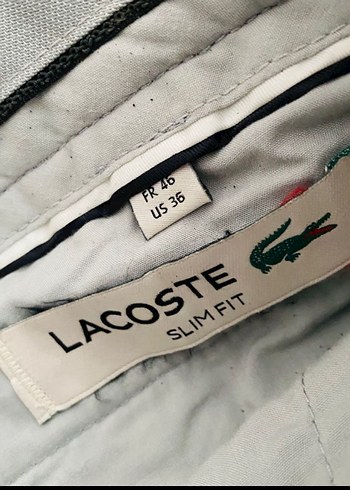 FR 46
US 36
LACOSTE
SLIM FIT